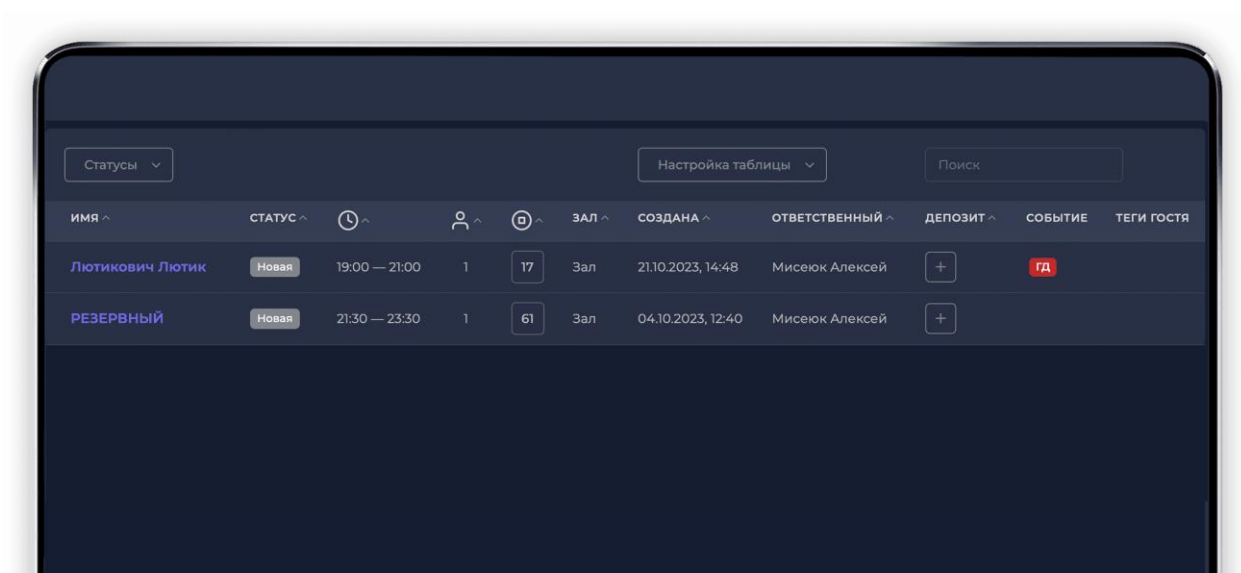 Статусы Настройка таблицы Поиск
ИМЯ СТАТУС ЗАЛ СОЗДАНА ОТВЕТСТВЕННЫЙ ДЕПОЗИТ СОБЫТИЕ ТЕГИ ГОСТЯ
Лютикович Лютик Новая 19:00 — 21:00 1 17 Зал 21.10.2023, 14:48 Мисеюк Алексей + ГД
РЕЗЕРВНЫЙ Новая 21:30 — 23:30 1 61 Зал 04.10.2023, 12:40 Мисеюк Алексей +